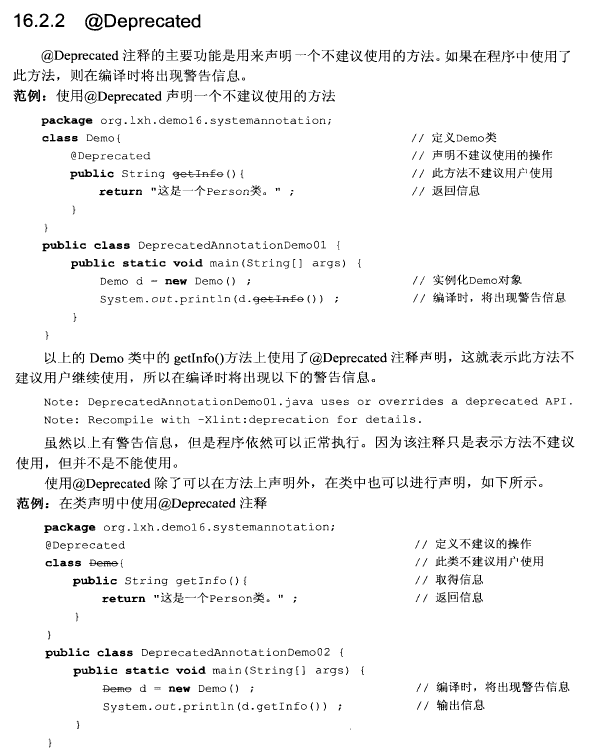 16.2.2 @Deprecated
@Deprecated 注释的主要功能是用来声明一个不建议使用的方法。如果在程序中使用了
此方法，则在编译时将出现警告信息。
范例：使用@Deprecated 声明一个不建议使用的方法
package org.lxh.demo16.systemannotation;
class Demo{ // 定义Demo类
@Deprecated // 声明不建议使用的操作
public String getInfo(){ // 此方法不建议用户使用
return "这是一个Person类。" ; // 返回信息
}
}
public class DeprecatedAnnotationDemo01 {
public static void main(String[] args) {
Demo d = new Demo() ; // 实例化Demo对象
System.out.println(d.getInfo()) ; // 编译时，将出现警告信息
}
}
以上的 Demo 类中的 getInfo()方法上使用了@Deprecated 注释声明，这就表示此方法不
建议用户继续使用，所以在编译时将出现以下的警告信息。
Note: DeprecatedAnnotationDemo01.java uses or overrides a deprecated API.
Note: Recompile with -Xlint:deprecation for details.
虽然以上有警告信息，但是程序依然可以正常执行。因为该注释只是表示方法不建议
使用，但并不是不能使用。
使用@Deprecated 除了可以在方法上声明外，在类中也可以进行声明，如下所示。
范例：在类声明中使用@Deprecated 注释
package org.lxh.demo16.systemannotation;
@Deprecated // 定义不建议的操作
class Demo{ // 此类不建议用户使用
public String getInfo(){ // 取得信息
return "这是一个Person类。" ; // 返回信息
}
}
public class DeprecatedAnnotationDemo02 {
public static void main(String[] args) {
Demo d = new Demo() ; // 编译时，将出现警告信息
System.out.println(d.getInfo()) ; // 输出信息
}
}